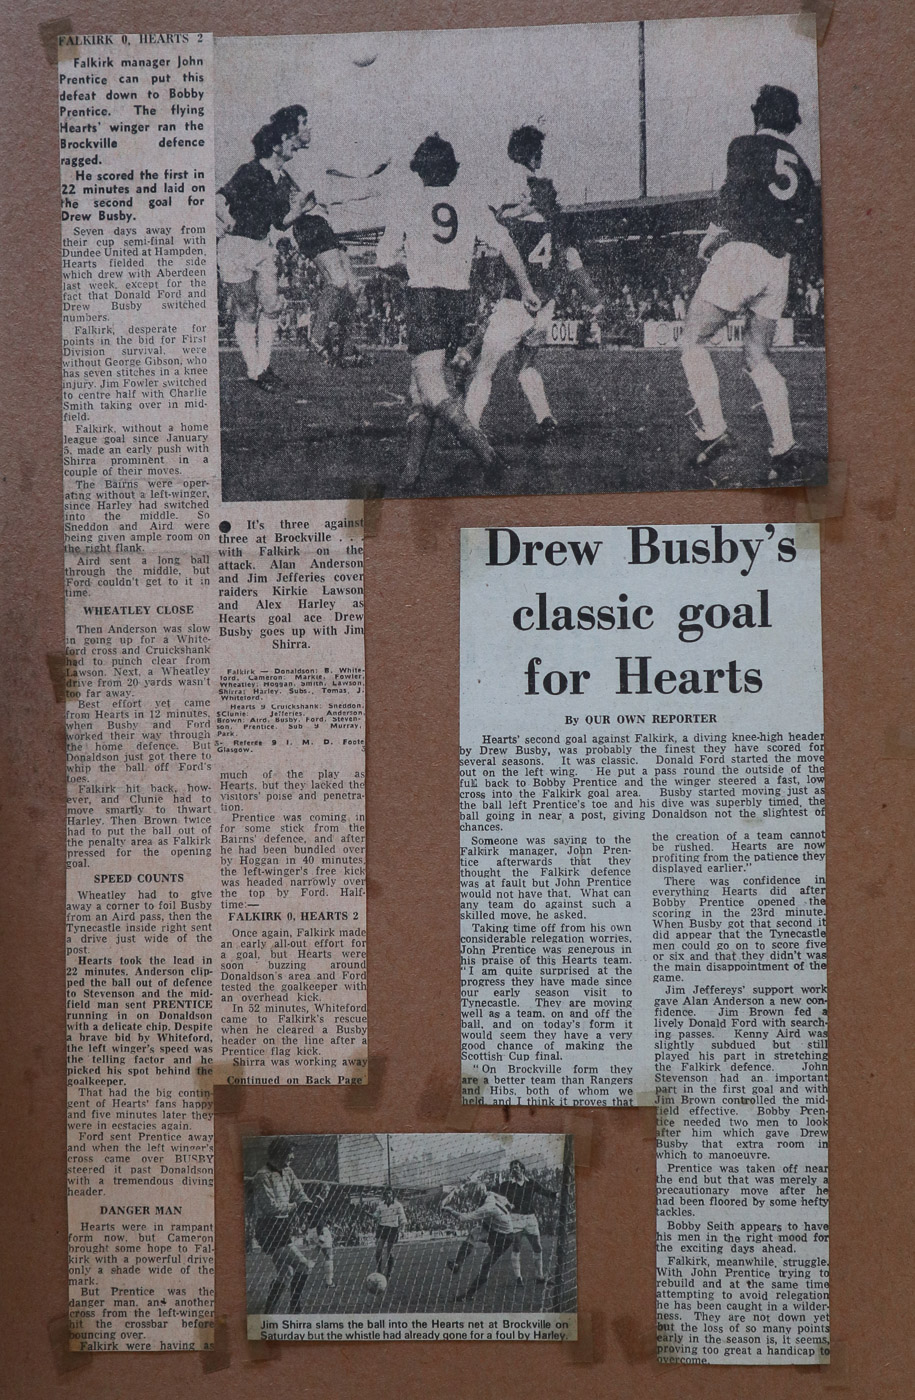 FALKIRK 0, HEARTS 2
Falkirk manager John
Prentice can put this
defeat down to Bobby
Prentice. The flying
Hearts' winger ran the
Brockville defence
ragged.
He scored the first in
22 minutes and laid on
the second goal for
Drew Busby.
Seven days away from
their cup semi-final with
Dundee United at Hampden,
Hearts fielded the side
which drew with Aberdeen
last week, except for the
fact that Donald Ford and
Drew Busby switched
numbers.
Falkirk, desperate for
points in the bid for First
Division survival, were
without George Gibson, who
has seven stitches in a knee
injury. Jim Fowler switched
to centre half with Charlie
Smith taking over in mid-
field.
Falkirk, without a home
league goal since January
5, made an early push with
Shirra prominent in a
couple of their moves.
The Bairns were oper-
ating without a left-winger,
since Harley had switched
into the middle. So
Sneddon and Aird were
being given ample room on
the right flank.
Aird sent a long ball
through the middle, but
Ford couldn't get to it in
time.
WHEATLEY CLOSE
Then Anderson was slow
in going up for a White-
ford cross and Cruickshank
had to punch clear from
Lawson. Next, a Wheatley
drive from 20 yards wasn't
too far away.
Best effort yet came
from Hearts in 12 minutes,
when Busby and Ford
worked their way through
the home defence. But
Donaldson just got there to
whip the ball off Ford's
toes.
Falkirk hit back, how-
ever, and Clunie had to
move smartly to thwart
Harley. Then Brown twice
had to put the ball out of
the penalty area as Falkirk
pressed for the opening
goal.
SPEED COUNTS
Wheatley had to give
away a corner to foil Busby
from an Aird pass, then the
Tynecastle inside right sent
a drive just wide of the
post.
Hearts took the lead in
22 minutes. Anderson clip-
ped the ball out of defence
to Stevenson and the mid-
field man sent PRENTICE
running in on Donaldson
with a delicate chip. Despite
a brave bid by Whiteford,
the left winger's speed was
the telling factor and he
picked his spot behind the
goalkeeper.
That had the big contin-
gent of Hearts' fans happy
and five minutes later they
were in ecstacies again.
Ford sent Prentice away
and when the left winger's
cross came over BUSBY
steered it past Donaldson
with a tremendous diving
header.
DANGER MAN
Hearts were in rampant
form now, but Cameron
brought some hope to Fal-
kirk with a powerful drive
only a shade wide of the
mark.
But Prentice was the
danger man, and another
cross from the left-winger
hit the crossbar before
bouncing over.
Falkirk were having as
9
4
5
COL
● It's three against
three at Brockville . . .
with Falkirk on the
attack. Alan Anderson
and Jim Jefferies cover
raiders Kirkie Lawson
and Alex Harley as
Hearts goal ace Drew
Busby goes up with Jim
Shirra.
Falkirk — Donaldson; B. White-
ford, Cameron; Markie, Fowler,
Wheatley; Hoggan, Smith, Lawson,
Shirra; Harley. Subs., Tomas, J.
Whiteford.
Hearts — Cruickshank; Sneddon,
Clunie; Jefferies, Anderson,
Brown; Aird, Busby, Ford, Steven-
son, Prentice. Sub — Murray,
Park.
Referee — I. M. D. Foote
Glasgow.
much of the play as
Hearts, but they lacked the
visitors' poise and penetra-
tion.
Prentice was coming in
for some stick from the
Bairns' defence, and after
he had been bundled over
by Hoggan in 40 minutes,
the left-winger's free kick
was headed narrowly over
the top by Ford. Half-
time:—
FALKIRK 0, HEARTS 2
Once again, Falkirk made
an early all-out effort for
a goal, but Hearts were
soon buzzing around
Donaldson's area and Ford
tested the goalkeeper with
an overhead kick.
In 52 minutes, Whiteford
came to Falkirk's rescue
when he cleared a Busby
header on the line after a
Prentice flag kick.
Shirra was working away
Continued on Back Page
Drew Busby's
classic goal
for Hearts
By OUR OWN REPORTER
Hearts' second goal against Falkirk, a diving knee-high header
by Drew Busby, was probably the finest they have scored for
several seasons. It was classic. Donald Ford started the move
out on the left wing. He put a pass round the outside of the
full back to Bobby Prentice and the winger steered a fast, low
cross into the Falkirk goal area. Busby started moving just as
the ball left Prentice's toe and his dive was superbly timed, the
ball going in near a post, giving Donaldson not the slightest of
chances.
Someone was saying to the
Falkirk manager, John Pren-
tice afterwards that they
thought the Falkirk defence
was at fault but John Prentice
would not have that. What can
any team do against such a
skilled move, he asked.
Taking time off from his own
considerable relegation worries,
John Prentice was generous in
his praise of this Hearts team.
"I am quite surprised at the
progress they have made since
our early season visit to
Tynecastle. They are moving
well as a team, on and off the
ball, and on today's form it
would seem they have a very
good chance of making the
Scottish Cup final.
"On Brockville form they
are a better team than Rangers
and Hibs, both of whom we
held, and I think it proves that
the creation of a team cannot
be rushed. Hearts are now
profiting from the patience they
displayed earlier."
There was confidence in
everything Hearts did after
Bobby Prentice opened the
scoring in the 23rd minute.
When Busby got that second it
did appear that the Tynecastle
men could go on to score five
or six and that they didn't was
the main disappointment of the
game.
Jim Jeffereys' support work
gave Alan Anderson a new con-
fidence. Jim Brown fed a
lively Donald Ford with search-
ing passes. Kenny Aird was
slightly subdued but still
played his part in stretching
the Falkirk defence. John
Stevenson had an important
part in the first goal and with
Jim Brown controlled the mid-
field effective. Bobby Pren-
tice needed two men to look
after him which gave Drew
Busby that extra room in
which to manoeuvre.
Prentice was taken off near
the end but that was merely a
precautionary move after he
had been floored by some hefty
tackles.
Bobby Seith appears to have
his men in the right mood for
the exciting days ahead.
Falkirk, meanwhile, struggle.
With John Prentice trying to
rebuild and at the same time
attempting to avoid relegation
he has been caught in a wilder-
ness. They are not down yet
but the loss of so many points
early in the season is, it seems,
proving too great a handicap to
overcome.
Jim Shirra slams the ball into the Hearts net at Brockville on
Saturday but the whistle had already gone for a foul by Harley.